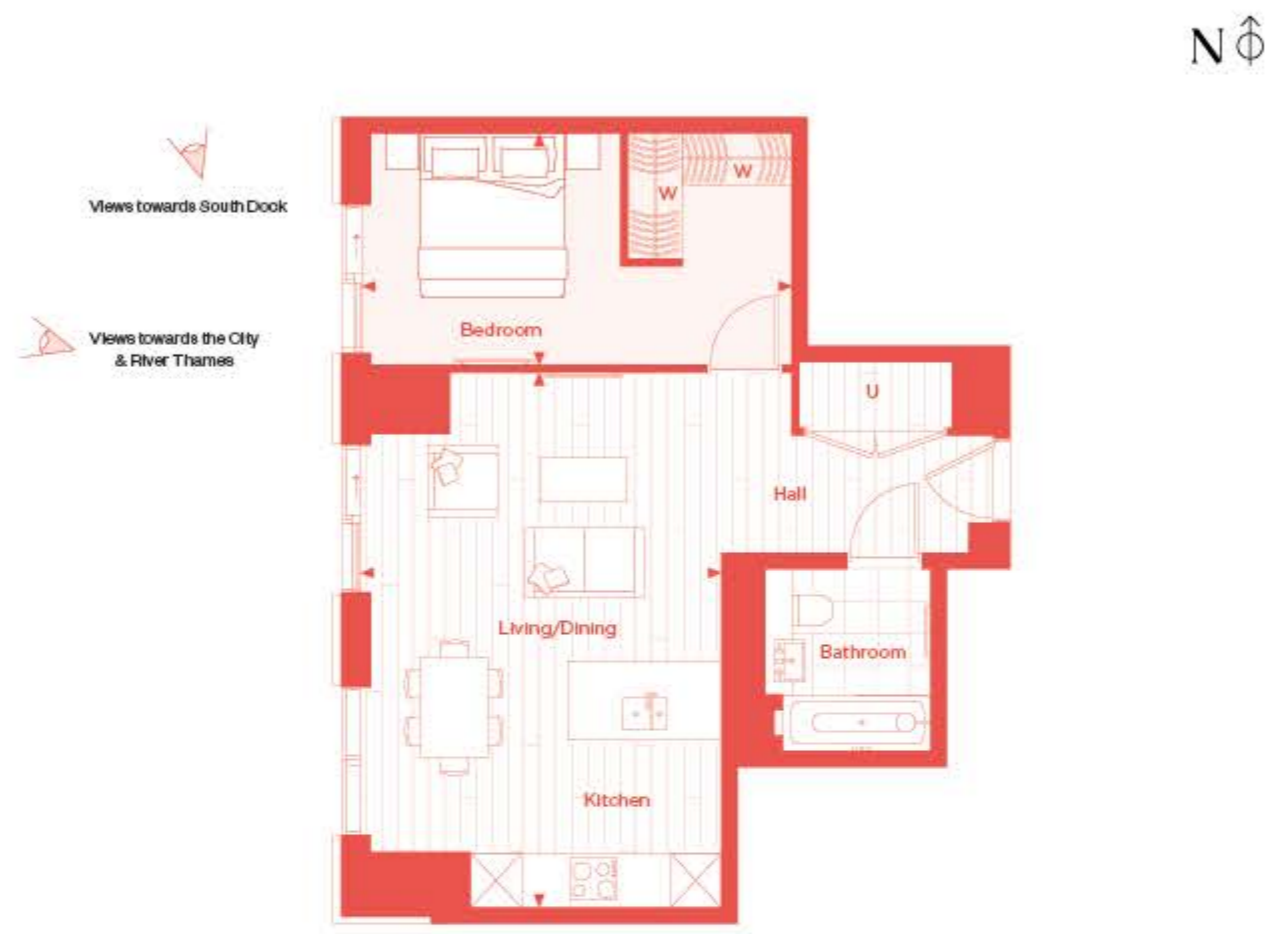 N
Views towards South Dock
W
W
Views towards the City
& River Thames
Bedroom
U
Hall
Living/Dining
Bathroom
Kitchen